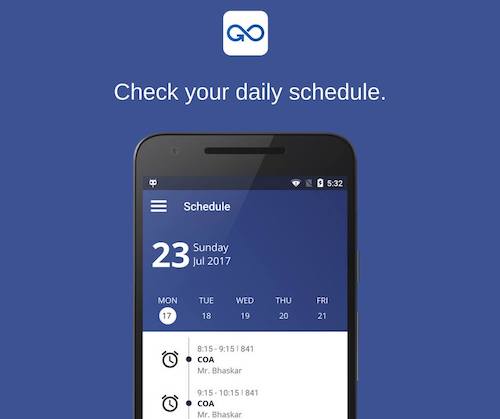 GO
Check your daily schedule.
5:32
Schedule
23 Sunday
Jul 2017
MON TUE WED THU FRI
17 18 19 20 21
8:15 - 9:15 | 841
COA
Mr. Bhaskar
9:15 - 10:15 | 841
COA
Mr. Bhaskar